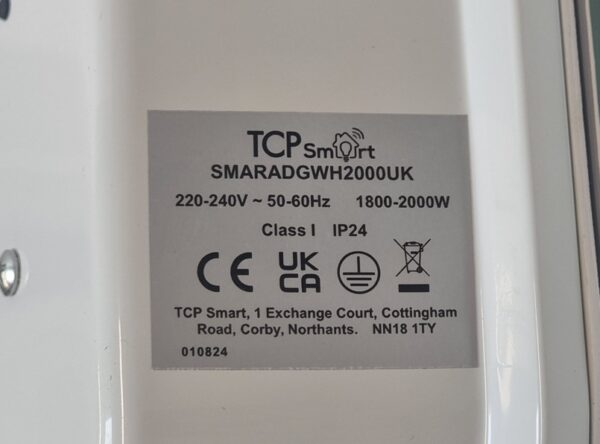 TCP Smart
SMARADGWH2000UK
220-240V ~ 50-60Hz 1800-2000W
Class I IP24
CE UK CA
TCP Smart, 1 Exchange Court, Cottingham
Road, Corby, Northants. NN18 1TY
010824